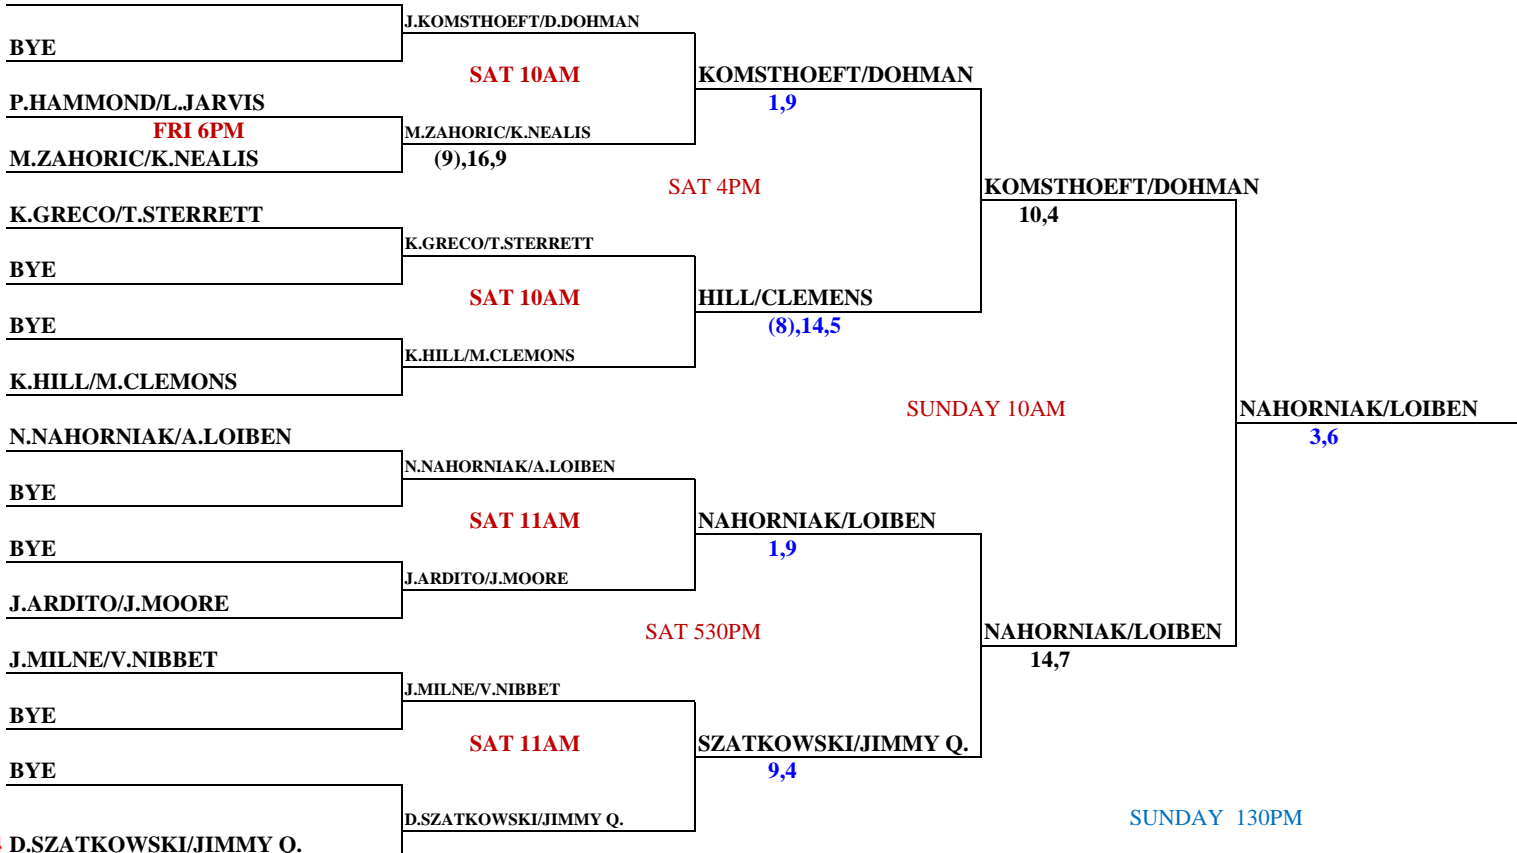 J.KOMSTHOEFT/D.DOHMAN
BYE
SAT 10AM
KOMSTHOEFT/DOHMAN
1,9
P.HAMMOND/L.JARVIS
FRI 6PM
M.ZAHORIC/K.NEALIS
M.ZAHORIC/K.NEALIS
(9),16,9
SAT 4PM
KOMSTHOEFT/DOHMAN
10,4
K.GRECO/T.STERRETT
K.GRECO/T.STERRETT
BYE
SAT 10AM
HILL/CLEMENS
(8),14,5
BYE
K.HILL/M.CLEMONS
K.HILL/M.CLEMONS
SUNDAY 10AM
NAHORNIAK/LOIBEN
3,6
N.NAHORNIAK/A.LOIBEN
N.NAHORNIAK/A.LOIBEN
BYE
SAT 11AM
NAHORNIAK/LOIBEN
1,9
BYE
J.ARDITO/J.MOORE
J.ARDITO/J.MOORE
SAT 530PM
NAHORNIAK/LOIBEN
14,7
J.MILNE/V.NIBBET
J.MILNE/V.NIBBET
BYE
SAT 11AM
SZATKOWSKI/JIMMY Q.
9,4
BYE
D.SZATKOWSKI/JIMMY Q.
SUNDAY 130PM
D.SZATKOWSKI/JIMMY Q.